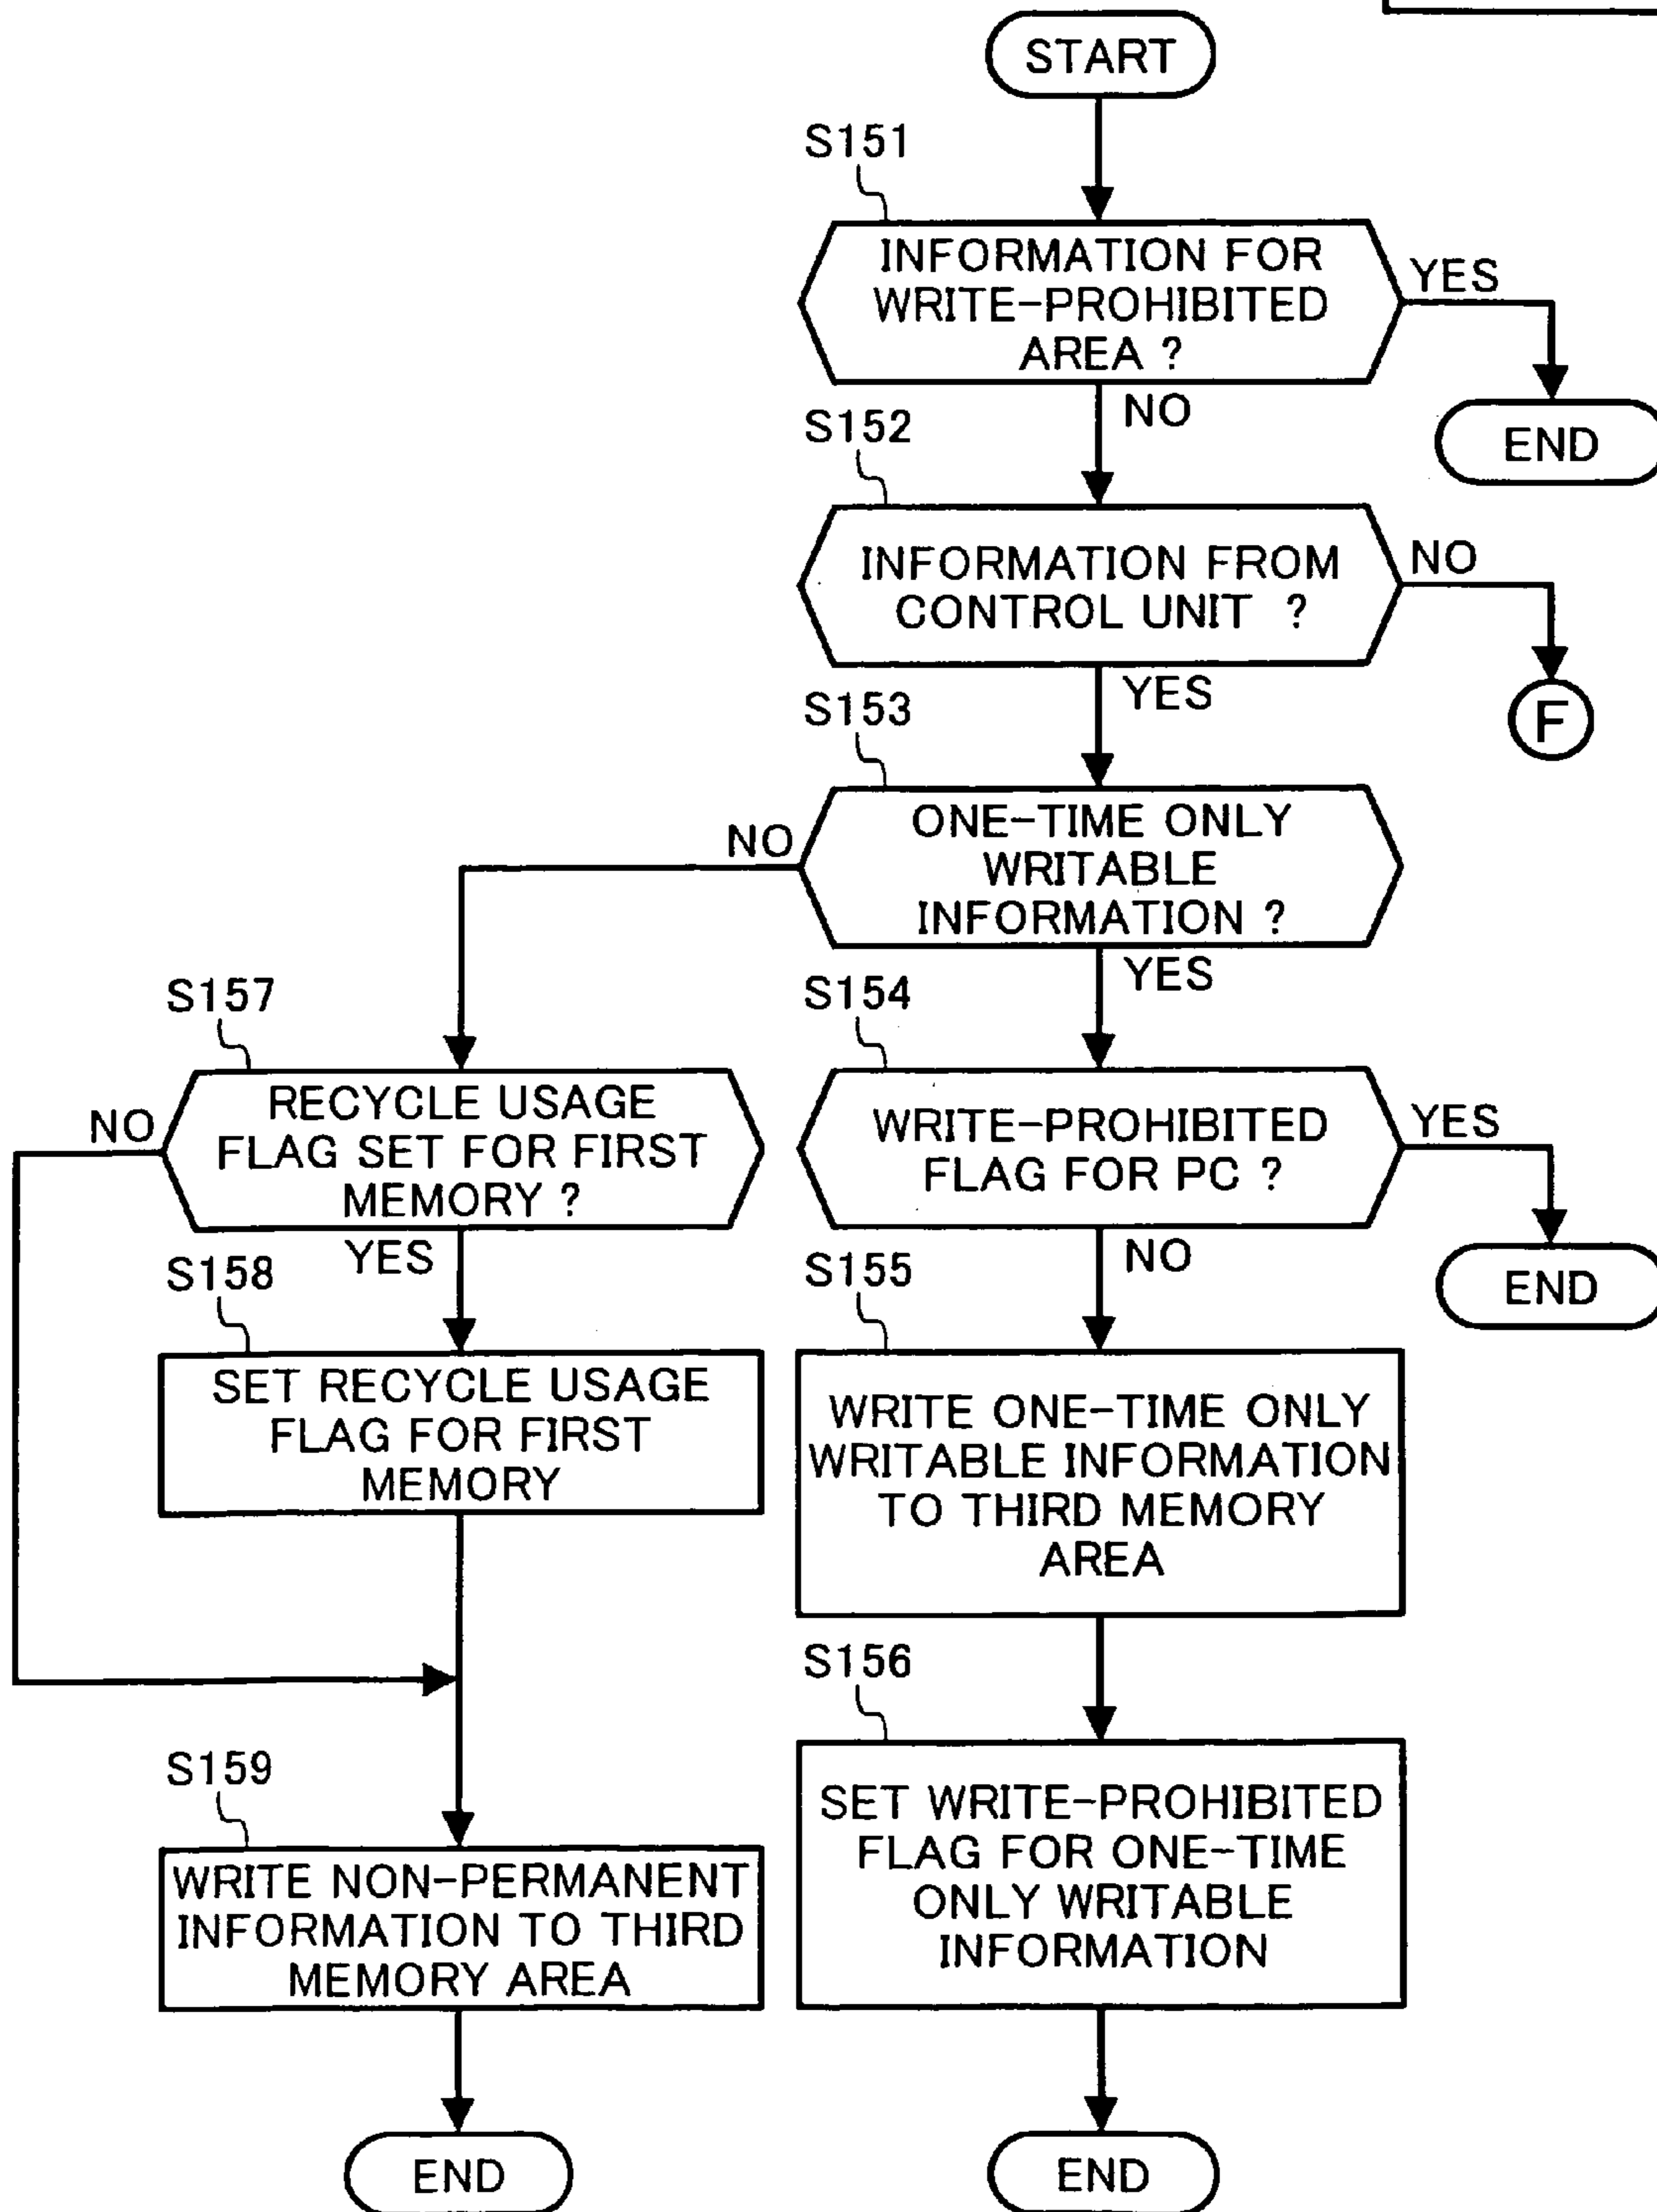 START
S151
INFORMATION FOR
WRITE-PROHIBITED
AREA ?
YES
END
NO
S152
INFORMATION FROM
CONTROL UNIT ?
NO
F
YES
S153
ONE-TIME ONLY
WRITABLE
INFORMATION ?
NO
YES
S157
RECYCLE USAGE
FLAG SET FOR FIRST
MEMORY ?
NO
YES
S154
WRITE-PROHIBITED
FLAG FOR PC ?
YES
END
NO
S158
SET RECYCLE USAGE
FLAG FOR FIRST
MEMORY
S155
WRITE ONE-TIME ONLY
WRITABLE INFORMATION
TO THIRD MEMORY
AREA
S159
WRITE NON-PERMANENT
INFORMATION TO THIRD
MEMORY AREA
END
S156
SET WRITE-PROHIBITED
FLAG FOR ONE-TIME
ONLY WRITABLE
INFORMATION
END